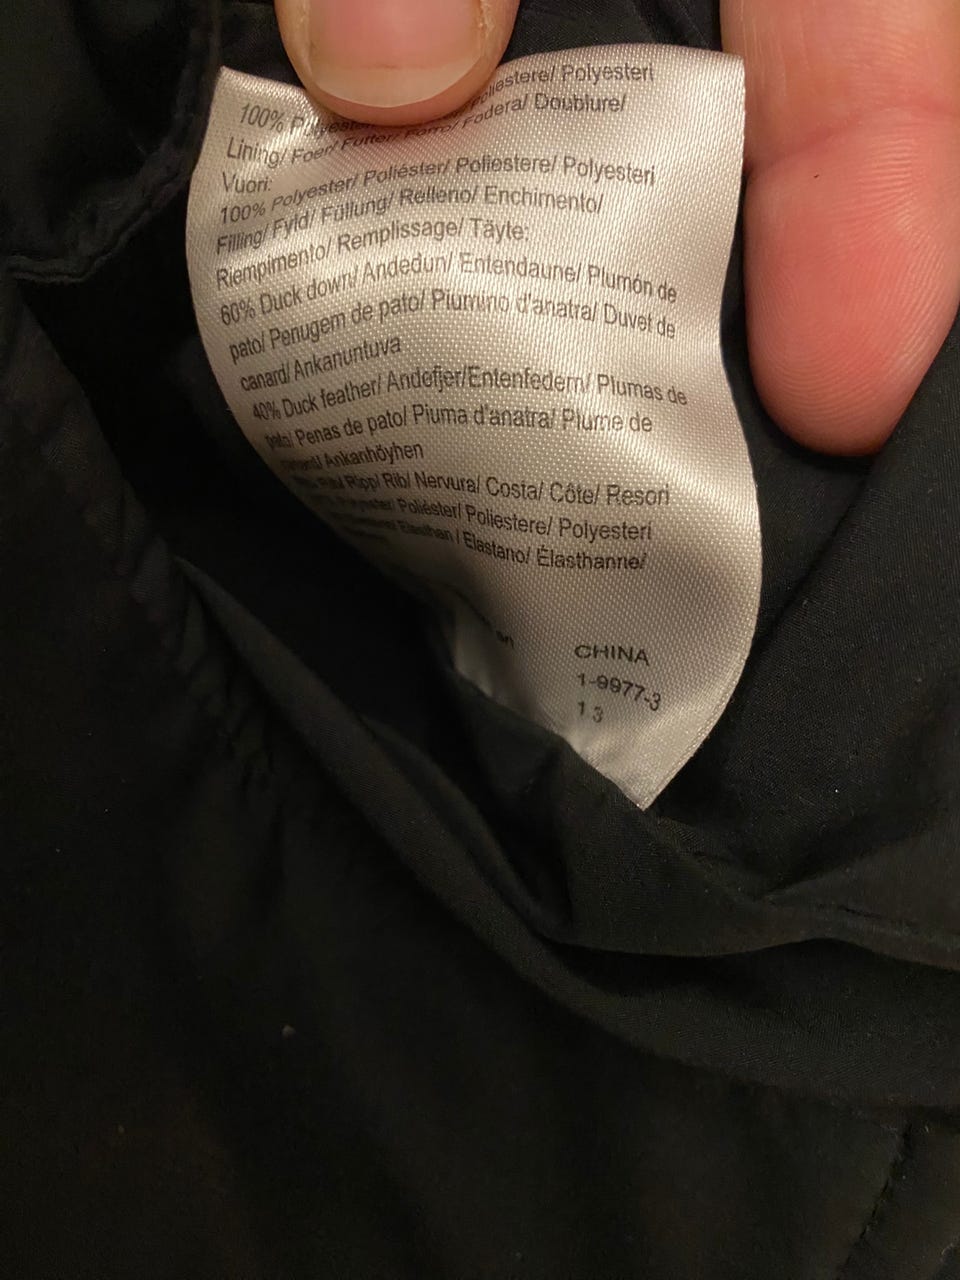 100% Polyester/ Poliestere/ Polyesteri
Lining/ Foer/ Futter/ Forro/ Fodera/ Doublure/
Vuori:
100% Polyester/ Poliéster/ Poliestere/ Polyesteri
Filling/ Fyld/ Füllung/ Relleno/ Enchimento/
Riempimento/ Remplissage/ Täyte:
60% Duck down/ Andedun/ Entendaune/ Plumón de
pato/ Penugem de pato/ Piumino d'anatra/ Duvet de
canard/ Ankanuntuva
40% Duck feather/ Andefjer/Entenfedern/ Plumas de
pato/ Penas de pato/ Piuma d'anatra/ Plume de
canard/ Ankanhöyhen
Ripp/ Rib/ Nervura/ Costa/ Côte/ Resori
Poliéster/ Poliestere/ Polyesteri
Elasthan / Elastano/ Élasthanne/
CHINA
1-9977-3
1 3